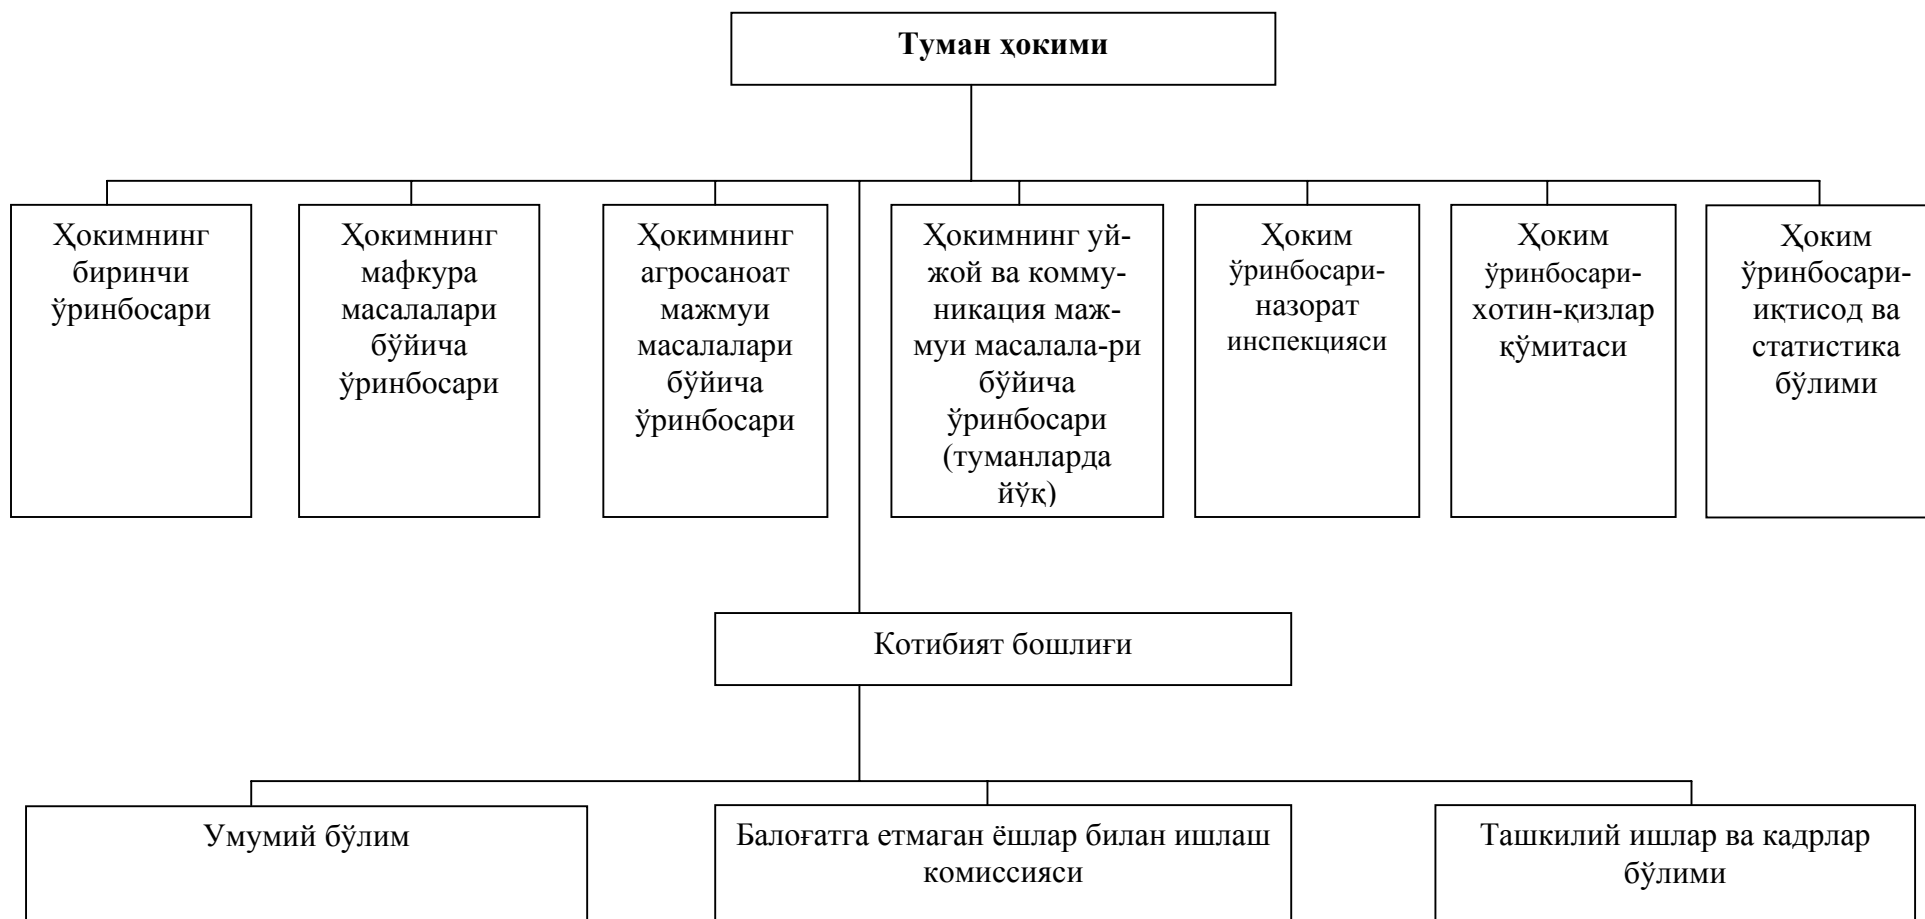 Туман ҳокими
Ҳокимнинг
биринчи
ўринбосари
Ҳокимнинг
мафкура
масалалари
бўйича
ўринбосари
Ҳокимнинг
агросаноат
мажмуи
масалалари
бўйича
ўринбосари
Ҳокимнинг уй-
жой ва комму-
никация маж-
муи масалала-ри
бўйича
ўринбосари
(туманларда
йўқ)
Ҳоким
ўринбосари-
назорат
инспекцияси
Ҳоким
ўринбосари-
хотин-қизлар
қўмитаси
Ҳоким
ўринбосари-
иқтисод ва
статистика
бўлими
Котибият бошлиғи
Умумий бўлим
Балоғатга етмаган ёшлар билан ишлаш
комиссияси
Ташкилий ишлар ва кадрлар
бўлими